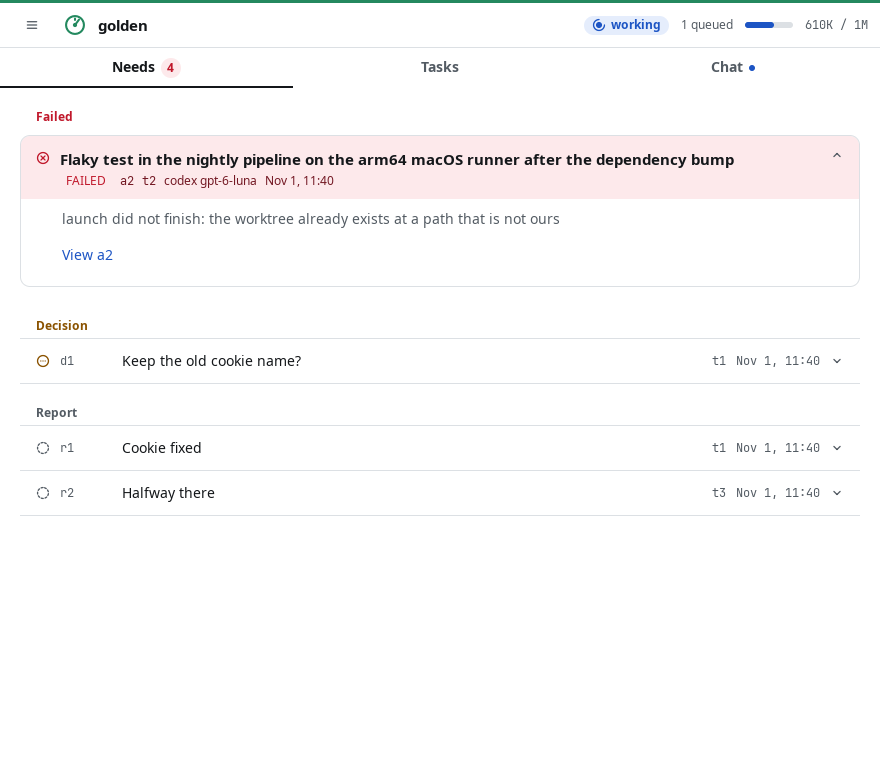 golden
working
1 queued
610K / 1M
Needs 4
Tasks
Chat
Failed
Flaky test in the nightly pipeline on the arm64 macOS runner after the dependency bump
FAILED a2 t2 codex gpt-6-luna Nov 1, 11:40
launch did not finish: the worktree already exists at a path that is not ours
View a2
Decision
d1 Keep the old cookie name? t1 Nov 1, 11:40
Report
r1 Cookie fixed t1 Nov 1, 11:40
r2 Halfway there t3 Nov 1, 11:40